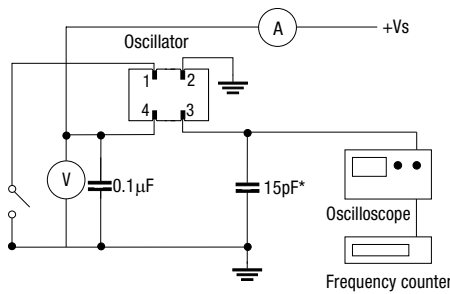 A
+Vs
Oscillator
1 2
4 3
V
0.1μF
15pF*
Oscilloscope
Frequency counter